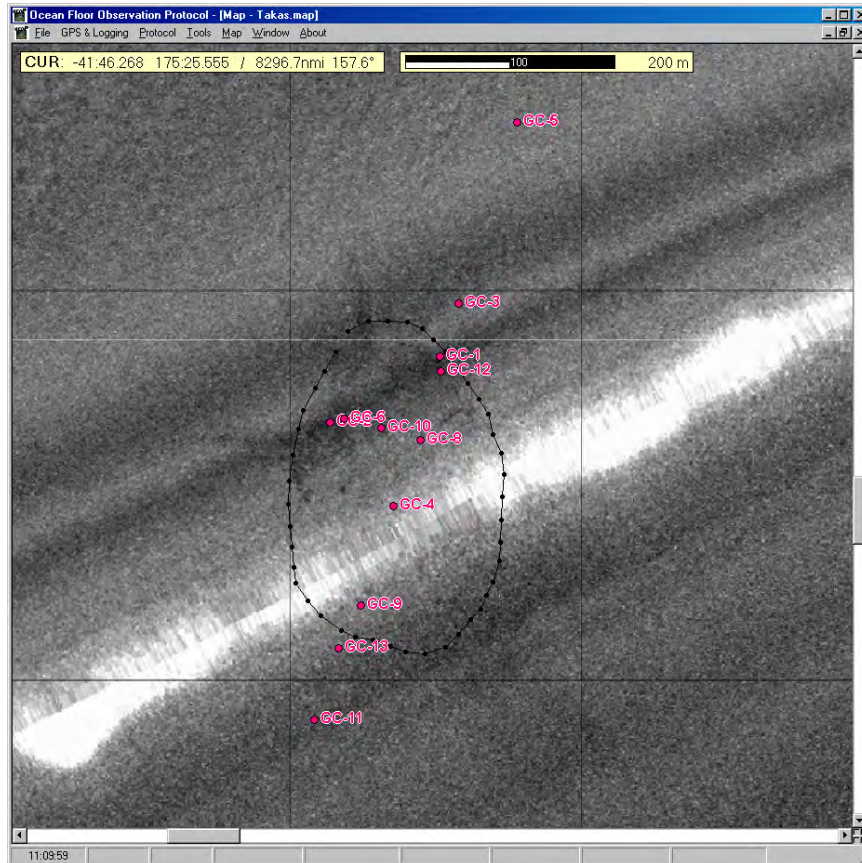 Ocean Floor Observation Protocol - [Map - Takas.map]
File GPS & Logging Protocol Tools Map Window About
CUR: -41:46.268 175:25.555 / 8296.7nmi 157.6°
100 200 m
GC-5
GC-3
GC-1
GC-12
GC-6
GC-10
GC-8
GC-4
GC-9
GC-13
GC-11
11:09:59